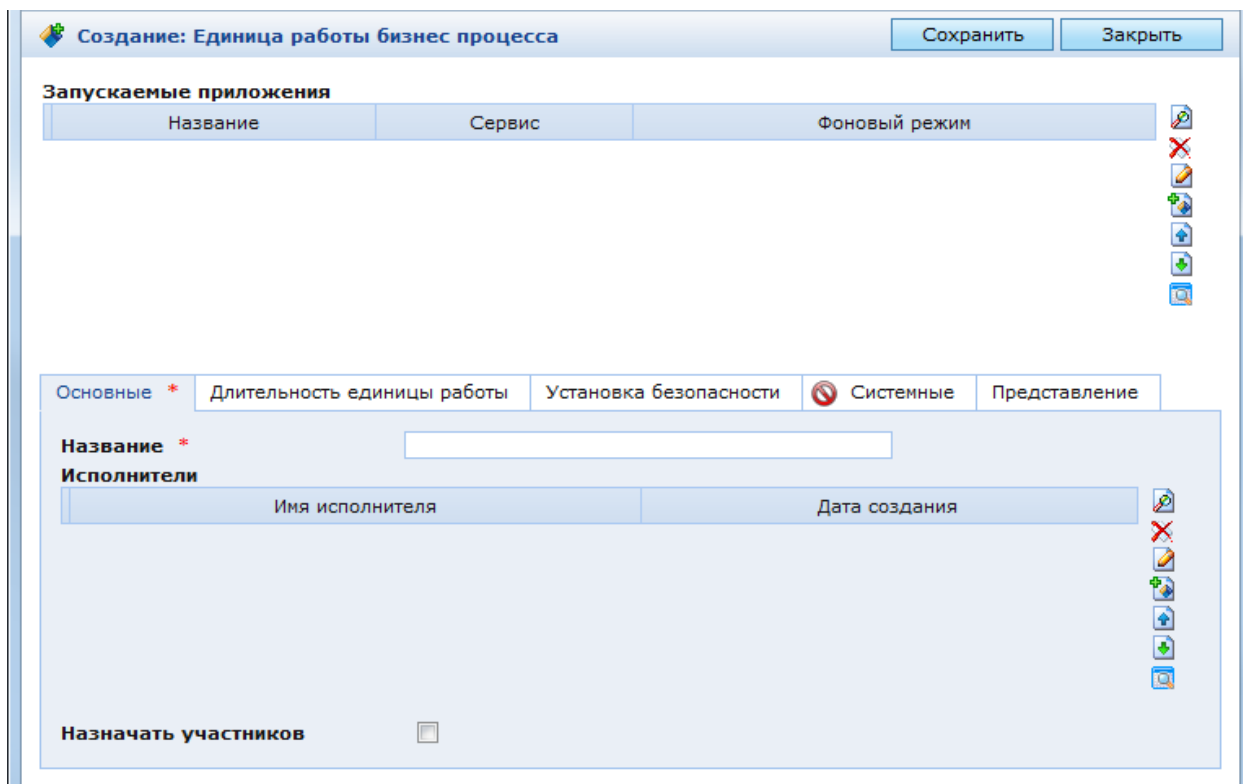 Создание: Единица работы бизнес процесса Сохранить Закрыть
Запускаемые приложения
Название Сервис Фоновый режим
Основные * Длительность единицы работы Установка безопасности Системные Представление
Название *
Исполнители
Имя исполнителя Дата создания
Назначать участников